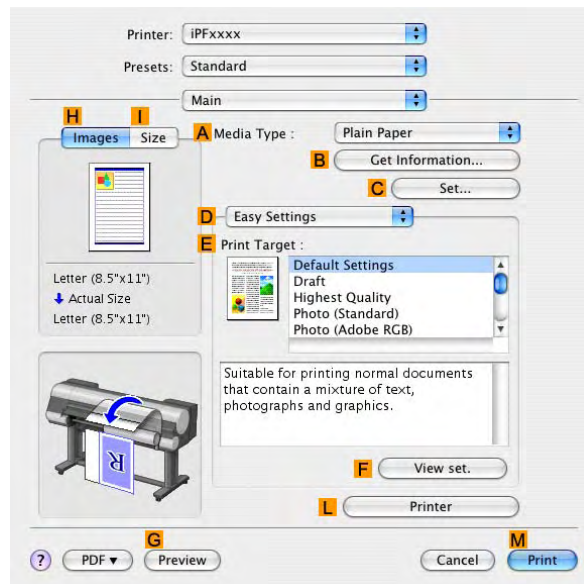 Printer: iPFxxxx
Presets: Standard
Main
H I
Images Size
A Media Type : Plain Paper
B Get Information...
C Set...
D Easy Settings
E Print Target :
Default Settings
Draft
Highest Quality
Photo (Standard)
Photo (Adobe RGB)
Letter (8.5"x11")
Actual Size
Letter (8.5"x11")
Suitable for printing normal documents
that contain a mixture of text,
photographs and graphics.
R
F View set.
L Printer
G M
? PDF▼ Preview Cancel Print